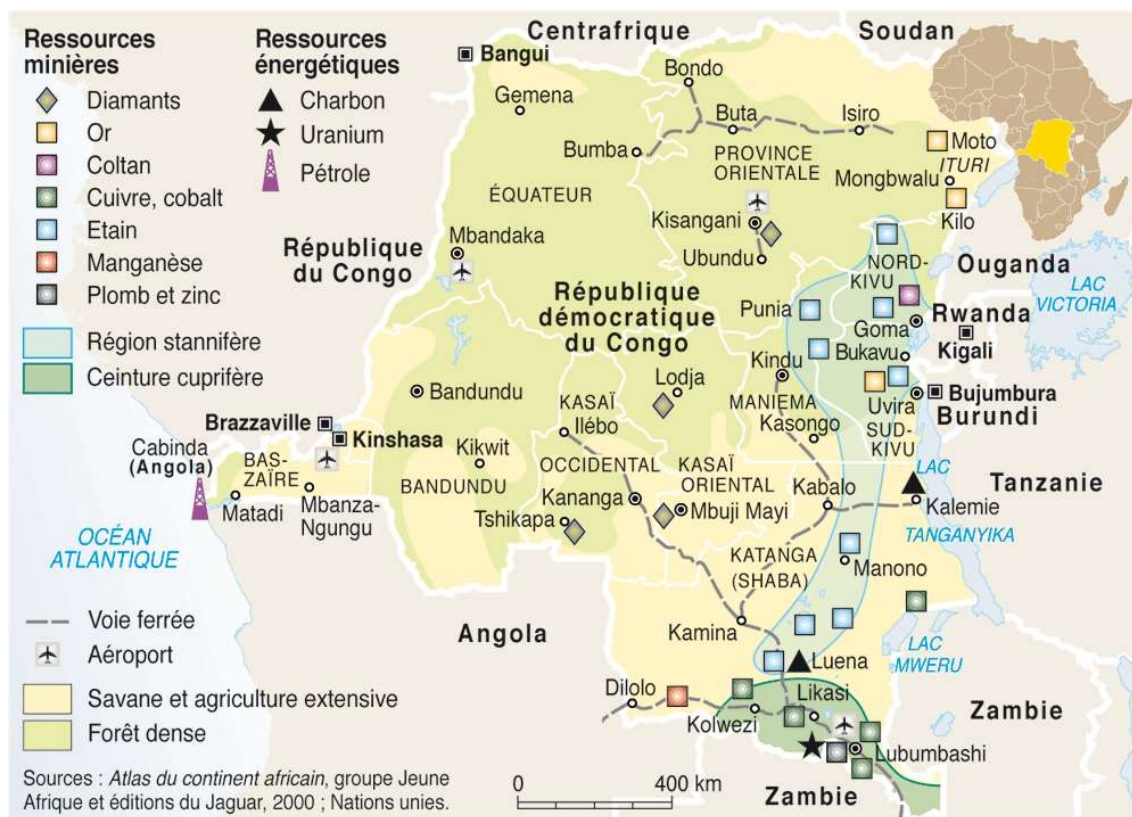 Ressources
minières
Diamants
Or
Coltan
Cuivre, cobalt
Etain
Manganèse
Plomb et zinc
Région stannifère
Ceinture cuprifère
Ressources
énergétiques
Charbon
Uranium
Pétrole
Centrafrique
Soudan
Bangui
Gemena
Bondo
Buta
Isiro
Bumba
PROVINCE
ORIENTALE
Moto
ITURI
Mongbwalu
Kilo
ÉQUATEUR
Kisangani
Ubundu
République
du Congo
Mbandaka
NORD-
KIVU
Ouganda
LAC
VICTORIA
République
démocratique
du Congo
Punia
Goma
Rwanda
Kigali
Bukavu
Kindu
Lodja
Bandundu
KASAÏ
Ilébo
MANIEMA
Kasongo
Uvira
Bujumbura
Burundi
SUD-
KIVU
Brazzaville
Kinshasa
Cabinda
(Angola)
BAS-
ZAÏRE
Kikwit
BANDUNDU
OCCIDENTAL
KASAÏ
ORIENTAL
Kananga
Mbuji Mayi
Tshikapa
Matadi
Mbanza-
Ngungu
Kabalo
LAC
TANGANYIKA
Kalemie
Tanzanie
OCÉAN
ATLANTIQUE
KATANGA
(SHABA)
Manono
Voie ferrée
Aéroport
Savane et agriculture extensive
Forêt dense
Angola
Kamina
LAC
MWERU
Luena
Dilolo
Likasi
Kolwezi
Lubumbashi
Zambie
Zambie
0
400 km
Sources : Atlas du continent africain, groupe Jeune
Afrique et éditions du Jaguar, 2000 ; Nations unies.